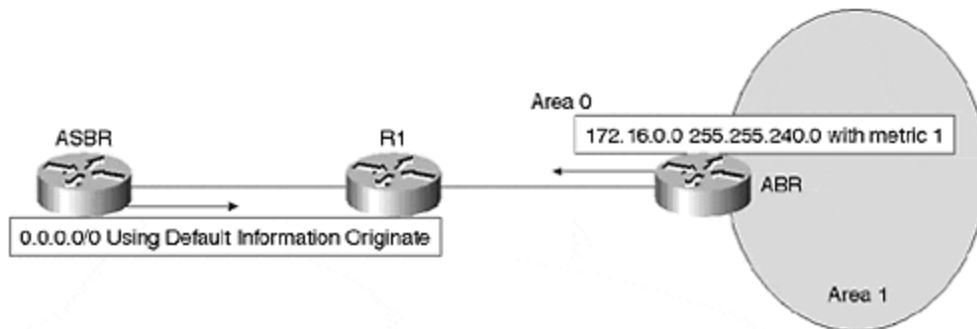 Area 0
172.16.0.0 255.255.240.0 with metric 1
ASBR
R1
ABR
0.0.0.0/0 Using Default Information Originate
Area 1